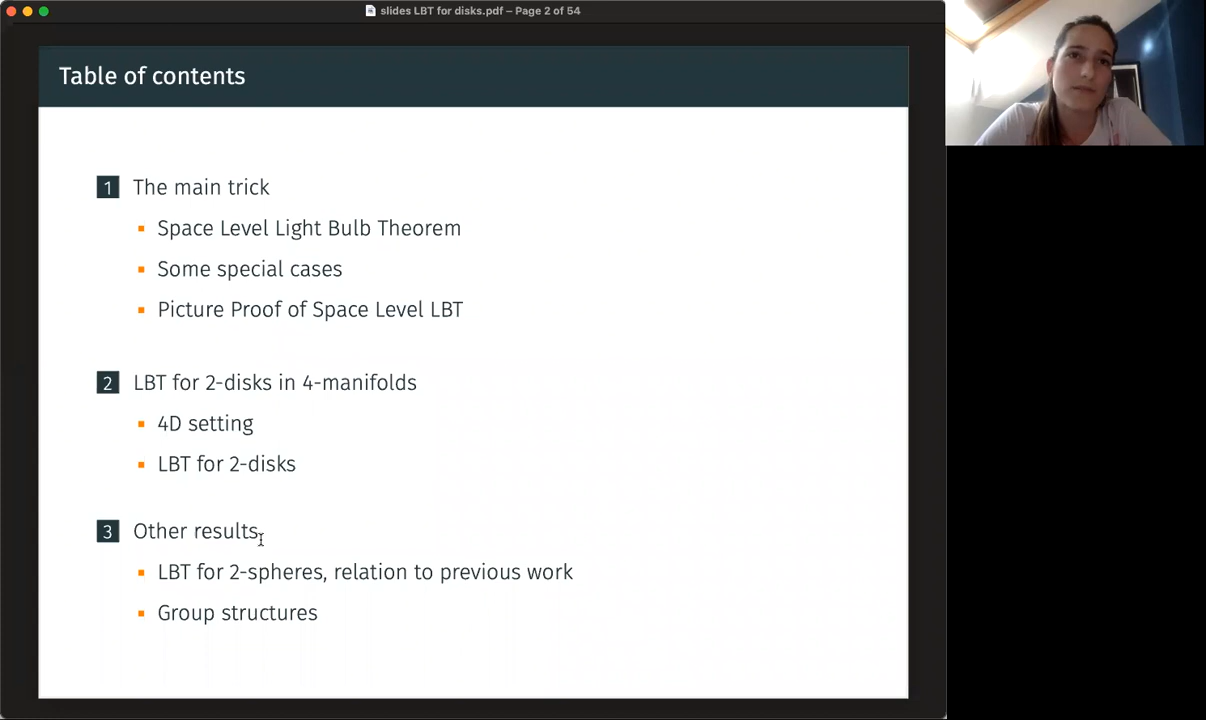 slides LBT for disks.pdf – Page 2 of 54
Table of contents
1 The main trick
Space Level Light Bulb Theorem
Some special cases
Picture Proof of Space Level LBT
2 LBT for 2-disks in 4-manifolds
4D setting
LBT for 2-disks
3 Other results
LBT for 2-spheres, relation to previous work
Group structures